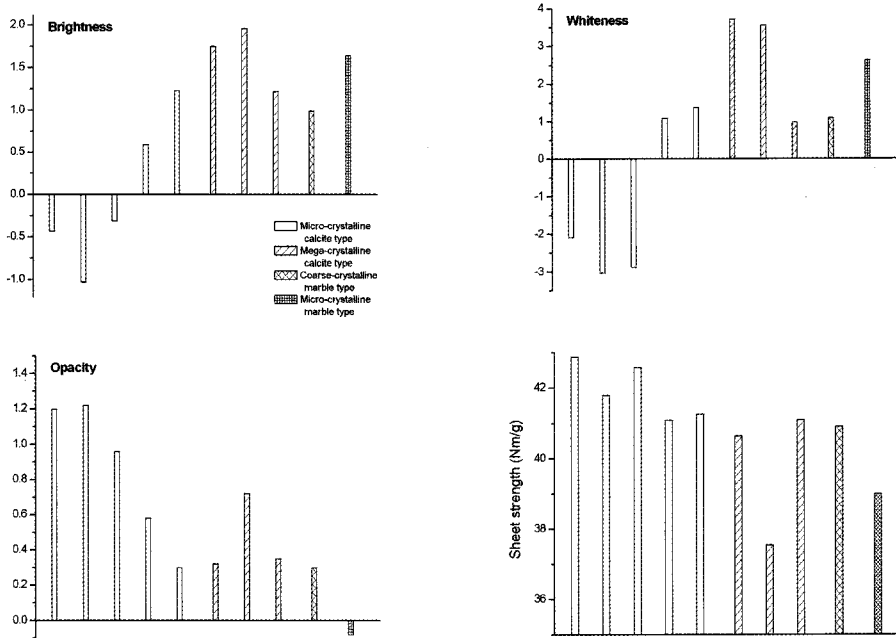 Brightness
2.0
1.5
1.0
0.5
0.0
-0.5
-1.0
Micro-crystalline
calcite type
Mega-crystalline
calcite type
Coarse-crystalline
marble type
Micro-crystalline
marble type
Whiteness
4
3
2
1
0
-1
-2
-3
Opacity
1.4
1.2
1.0
0.8
0.6
0.4
0.2
0.0
Sheet strength (Nm/g)
42
40
38
36